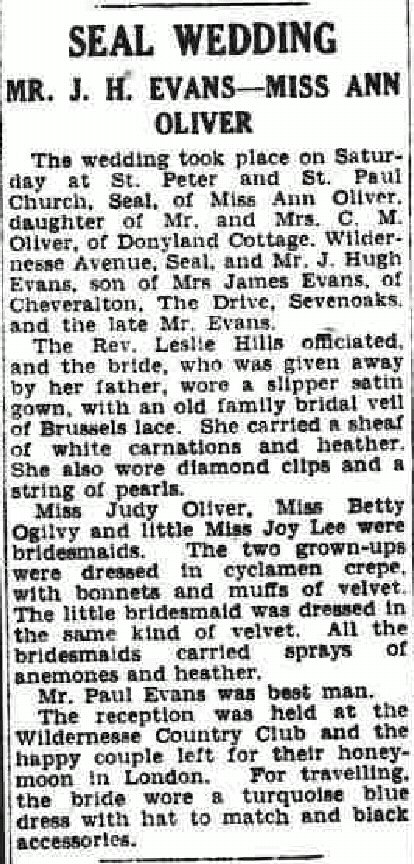 SEAL WEDDING
MR. J. H. EVANS—MISS ANN
OLIVER
The wedding took place on Satur-
day at St. Peter and St. Paul
Church, Seal, of Miss Ann Oliver,
daughter of Mr. and Mrs. C. M.
Oliver, of Donyland Cottage, Wilder-
nesse Avenue, Seal, and Mr. J. Hugh
Evans, son of Mrs James Evans, of
Cheveralton, The Drive, Sevenoaks,
and the late Mr. Evans.
The Rev. Leslie Hills officiated,
and the bride, who was given away
by her father, wore a slipper satin
gown, with an old family bridal veil
of Brussels lace. She carried a sheaf
of white carnations and heather.
She also wore diamond clips and a
string of pearls.
Miss Judy Oliver, Miss Betty
Ogilvy and little Miss Joy Lee were
bridesmaids. The two grown-ups
were dressed in cyclamen crepe,
with bonnets and muffs of velvet.
The little bridesmaid was dressed in
the same kind of velvet. All the
bridesmaids carried sprays of
anemones and heather.
Mr. Paul Evans was best man.
The reception was held at the
Wildernesse Country Club and the
happy couple left for their honey-
moon in London. For travelling,
the bride wore a turquoise blue
dress with hat to match and black
accessories.